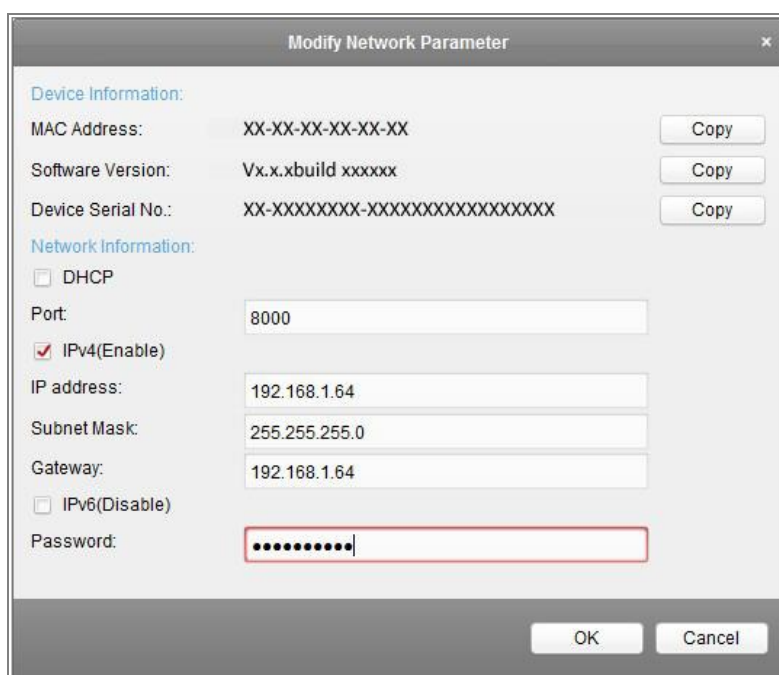 Modify Network Parameter ×
Device Information:
MAC Address: XX-XX-XX-XX-XX-XX Copy
Software Version: Vx.x.xbuild xxxxxx Copy
Device Serial No.: XX-XXXXXXXX-XXXXXXXXXXXXXXXX Copy
Network Information:
DHCP
Port: 8000
IPv4(Enable)
IP address: 192.168.1.64
Subnet Mask: 255.255.255.0
Gateway: 192.168.1.64
IPv6(Disable)
Password: ●●●●●●●●●●
OK Cancel